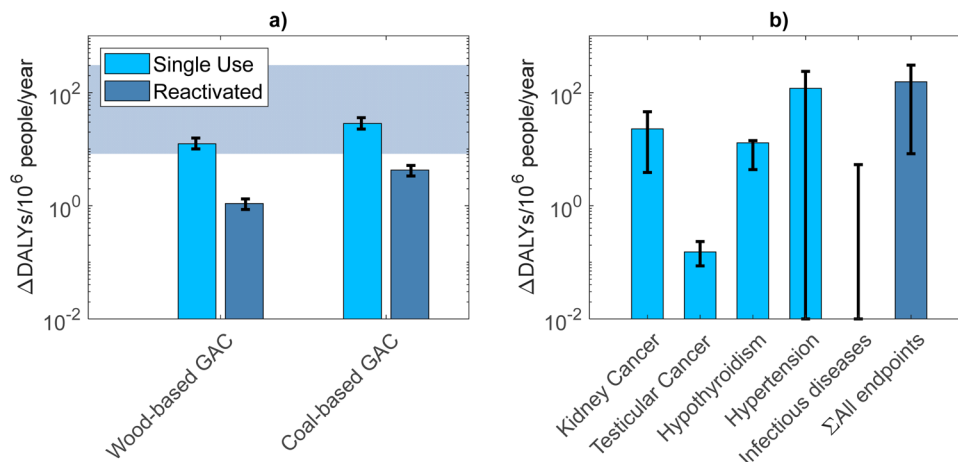 a)
Single Use
Reactivated
ΔDALYs/10^6 people/year
10^2
10^0
10^-2
Wood-based GAC
Coal-based GAC
b)
ΔDALYs/10^6 people/year
10^2
10^0
10^-2
Kidney Cancer
Testicular Cancer
Hypothyroidism
Hypertension
Infectious diseases
ΣAll endpoints